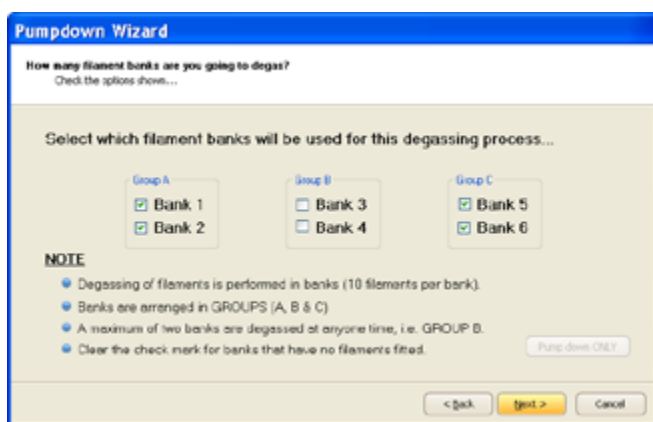 Pumpdown Wizard
How many filament banks are you going to degas?
Check the options shown...
Select which filament banks will be used for this degassing process...
Group A Group B Group C
Bank 1 Bank 3 Bank 5
Bank 2 Bank 4 Bank 6
NOTE
Degassing of filaments is performed in banks (10 filaments per bank).
Banks are arranged in GROUPS (A, B & C)
A maximum of two banks are degassed at anyone time, i.e. GROUP B.
Clear the check mark for banks that have no filaments fitted.
Pump down ONLY
< Back Next > Cancel